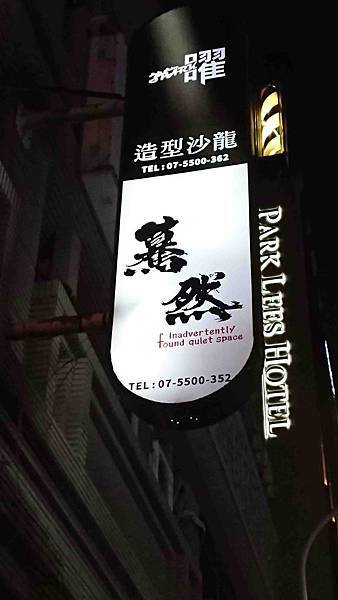 曜
造型沙龍
TEL:07-5500-362
驀然
Inadvertently
found quiet space
TEL:07-5500-352
PARK LEES HOTEL